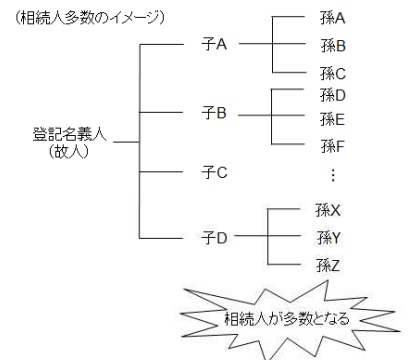 (相続人多数のイメージ)
孫A
子A
孫B
孫C
孫D
子B
孫E
登記名義人
(故人)
孫F
子C
⋮
孫X
子D
孫Y
孫Z
相続人が多数となる